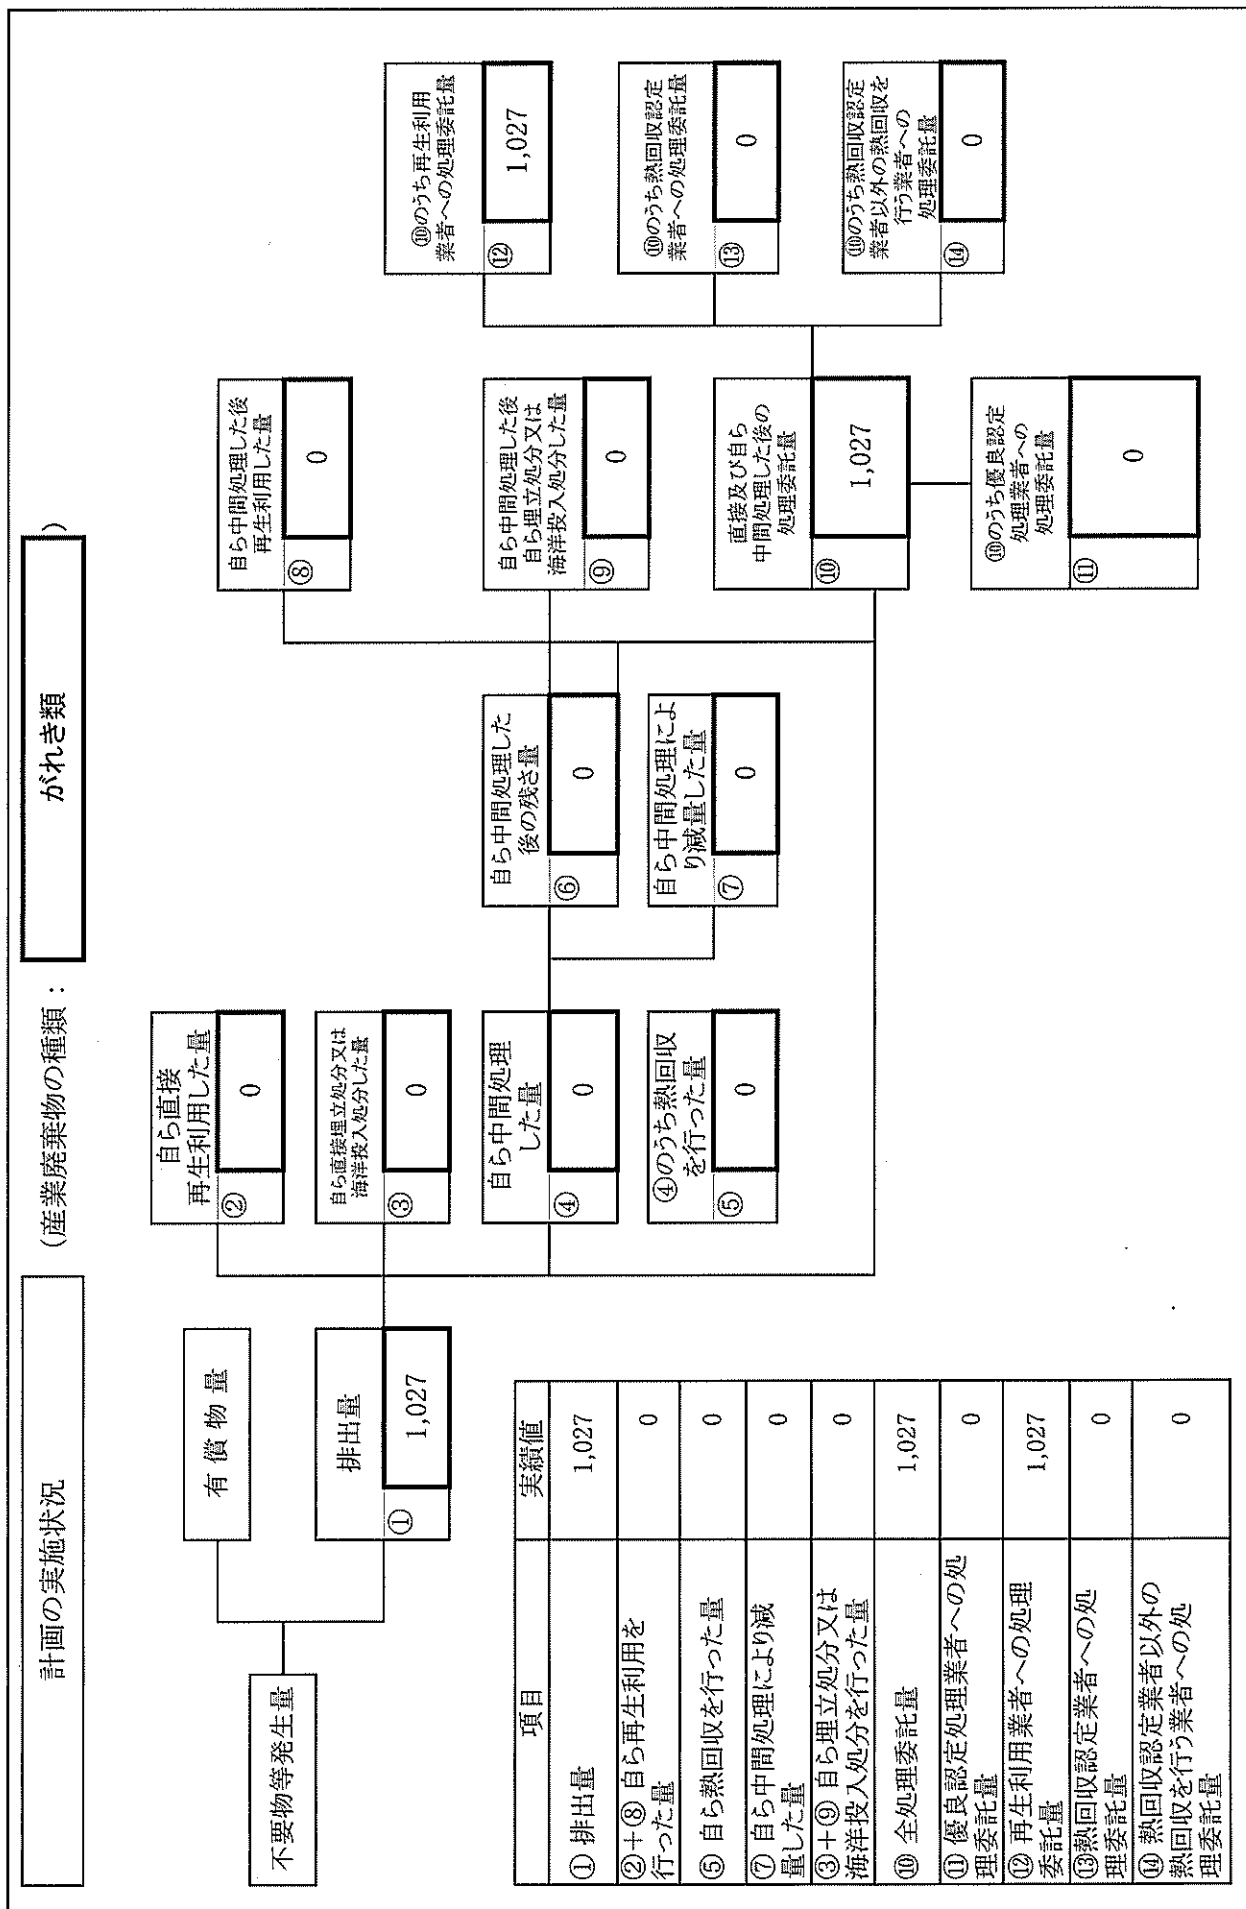 計画の実施状況
(産業廃棄物の種類：
がれき類
)
不要物等発生量
有 償 物 量
排出量
①
1,027
自ら直接
再生利用した量
②
0
自ら直接埋立処分又は
海洋投入処分した量
③
0
自ら中間処理
した量
④
0
④のうち熱回収
を行った量
⑤
0
自ら中間処理した
後の残さ量
⑥
0
自ら中間処理によ
り減量した量
⑦
0
自ら中間処理した後
再生利用した量
⑧
0
自ら中間処理した後
自ら埋立処分又は
海洋投入処分した量
⑨
0
直接及び自ら
中間処理した後の
処理委託量
⑩
1,027
⑩のうち優良認定
処理業者への
処理委託量
⑪
0
⑩のうち再生利用
業者への処理委託量
⑫
1,027
⑩のうち熱回収認定
業者への処理委託量
⑬
0
⑩のうち熱回収認定
業者以外の熱回収を
行う業者への
処理委託量
⑭
0
項目
実績値
① 排出量
1,027
②+⑧ 自ら再生利用を
行った量
0
⑤ 自ら熱回収を行った量
0
⑦ 自ら中間処理により減
量した量
0
③+⑨ 自ら埋立処分又は
海洋投入処分を行った量
0
⑩ 全処理委託量
1,027
⑪ 優良認定処理業者への処
理委託量
0
⑫ 再生利用業者への処理
委託量
1,027
⑬熱回収認定業者への処
理委託量
0
⑭ 熱回収認定業者以外の
熱回収を行う業者への処
理委託量
0